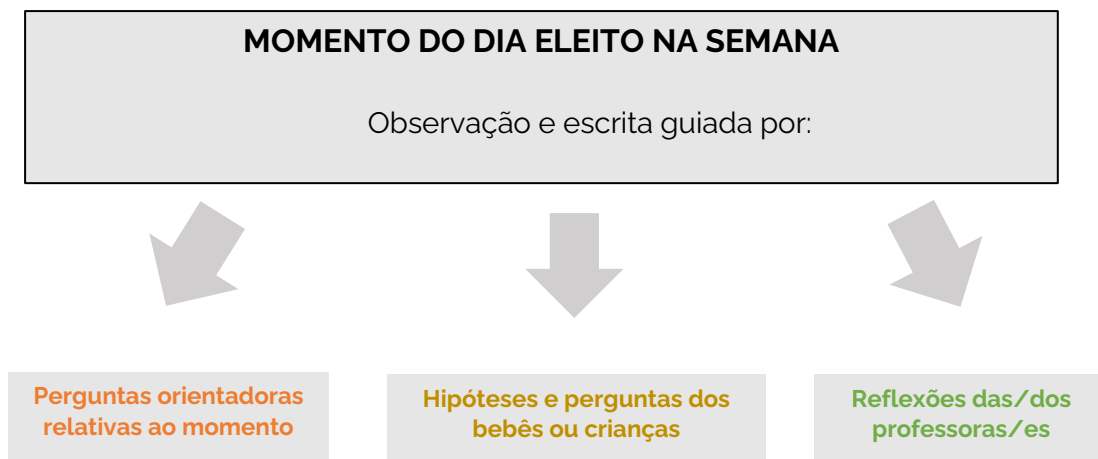 MOMENTO DO DIA ELEITO NA SEMANA
Observação e escrita guiada por:
Perguntas orientadoras
relativas ao momento
Hipóteses e perguntas dos
bebês ou crianças
Reflexões das/dos
professoras/es